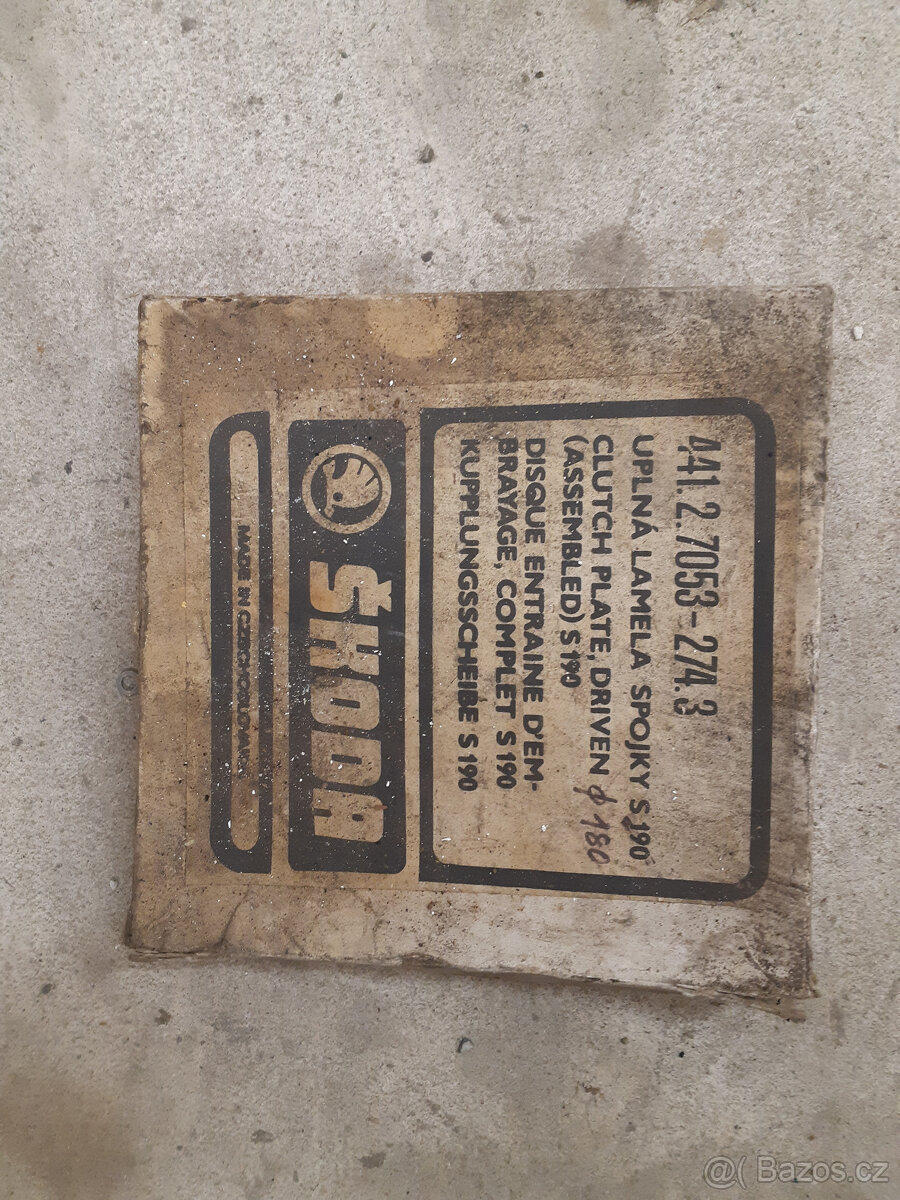 441.2.7053-274.3
UPLNÁ LAMELA SPOJKY S 190
CLUTCH PLATE, DRIVEN ⌀ 180
(ASSEMBLED) S 190
DISQUE ENTRAINE D'EM-
BRAYAGE, COMPLET S 190
KUPPLUNGSSCHEIBE S 190
ŠKODA
MADE IN CZECHOSLOVAKIA
@( Bazos.cz